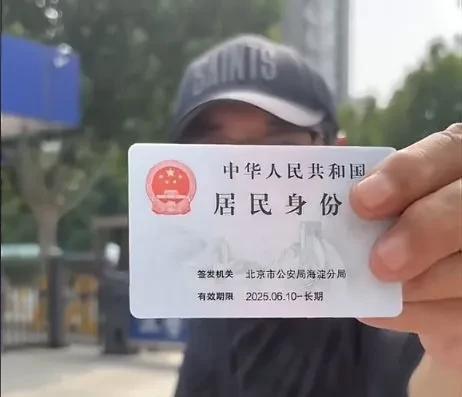 SAINTS
中华人民共和国
居民身份
签发机关 北京市公安局海淀分局
有效期限 2025.06.10-长期